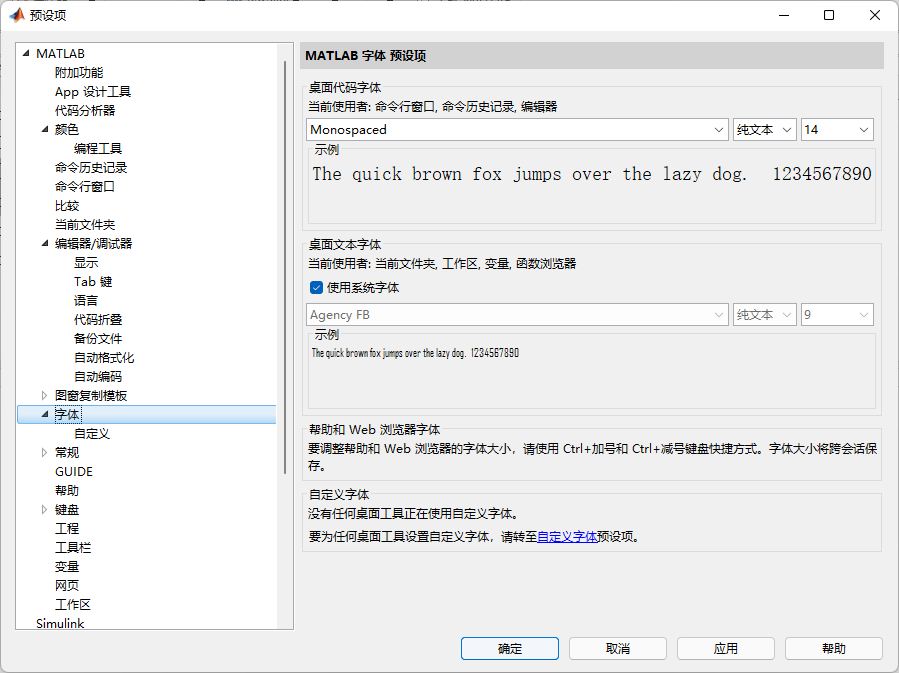 预设项
MATLAB
附加功能
App 设计工具
代码分析器
颜色
编程工具
命令历史记录
命令行窗口
比较
当前文件夹
编辑器/调试器
显示
Tab 键
语言
代码折叠
备份文件
自动格式化
自动编码
图窗复制模板
字体
自定义
常规
GUIDE
帮助
键盘
工程
工具栏
变量
网页
工作区
Simulink
MATLAB 字体 预设项
桌面代码字体
当前使用者: 命令行窗口, 命令历史记录, 编辑器
Monospaced 纯文本 14
示例
The quick brown fox jumps over the lazy dog. 1234567890
桌面文本字体
当前使用者: 当前文件夹, 工作区, 变量, 函数浏览器
使用系统字体
Agency FB 纯文本 9
示例
The quick brown fox jumps over the lazy dog. 1234567890
帮助和 Web 浏览器字体
要调整帮助和 Web 浏览器的字体大小，请使用 Ctrl+加号和 Ctrl+减号键盘快捷方式。字体大小将跨会话保
存。
自定义字体
没有任何桌面工具正在使用自定义字体。
要为任何桌面工具设置自定义字体，请转至自定义字体预设项。
确定 取消 应用 帮助